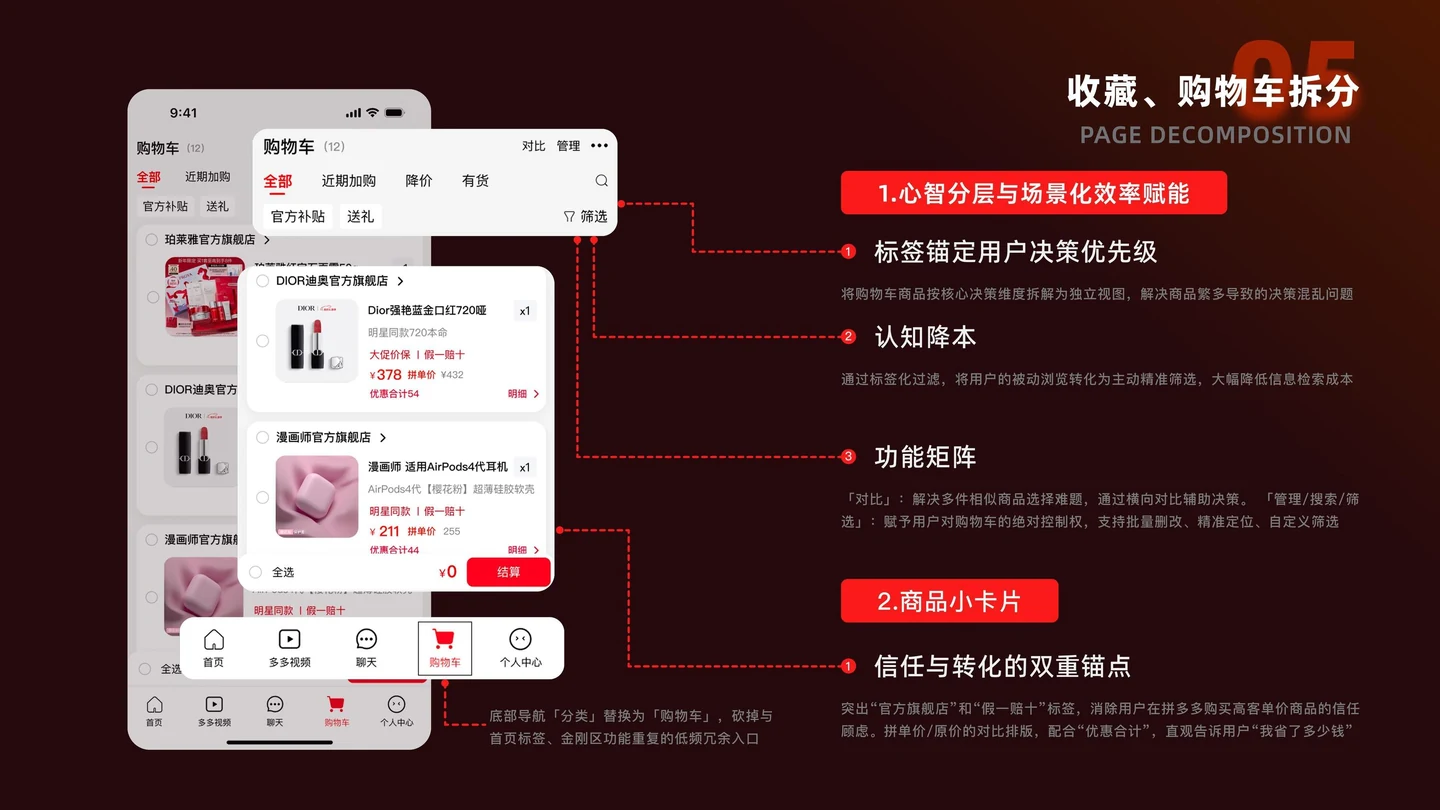 05
收藏、购物车拆分
PAGE DECOMPOSITION
9:41
购物车 (12)
全部 近期加购
官方补贴 送礼
珀莱雅官方旗舰店
DIOR迪奥官方
DIOR
漫画师官方旗舰
明星同款 | 假一赔十
全选
首页 多多视频 聊天 购物车 个人中心
购物车 (12) 对比 管理 •••
全部 近期加购 降价 有货
官方补贴 送礼 筛选
DIOR迪奥官方旗舰店
DIOR
Dior强艳蓝金口红720哑 x1
明星同款720本命
大促价保 | 假一赔十
¥378 拼单价 ¥432
优惠合计54 明细
漫画师官方旗舰店
漫画师 适用AirPods4代耳机 x1
AirPods4代【樱花粉】超薄硅胶软壳
明星同款 | 假一赔十
¥ 211 拼单价 255
优惠合计44 明细
全选 ¥0 结算
首页 多多视频 聊天 购物车 个人中心
底部导航「分类」替换为「购物车」，砍掉与
首页标签、金刚区功能重复的低频冗余入口
1.心智分层与场景化效率赋能
1 标签锚定用户决策优先级
将购物车商品按核心决策维度拆解为独立视图，解决商品繁多导致的决策混乱问题
2 认知降本
通过标签化过滤，将用户的被动浏览转化为主动精准筛选，大幅降低信息检索成本
3 功能矩阵
「对比」：解决多件相似商品选择难题，通过横向对比辅助决策。「管理/搜索/筛
选」：赋予用户对购物车的绝对控制权，支持批量删改、精准定位、自定义筛选
2.商品小卡片
1 信任与转化的双重锚点
突出“官方旗舰店”和“假一赔十”标签，消除用户在拼多多购买高客单价商品的信任
顾虑。拼单价/原价的对比排版，配合“优惠合计”，直观告诉用户“我省了多少钱”